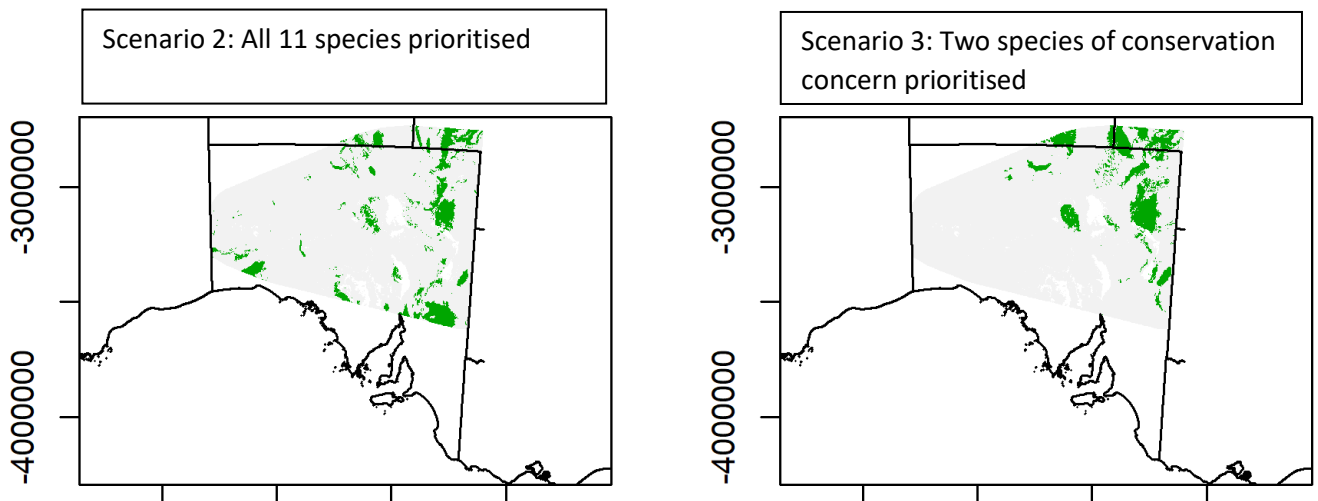 Scenario 2: All 11 species prioritised
Scenario 3: Two species of conservation
concern prioritised
-3000000
-4000000
-3000000
-4000000